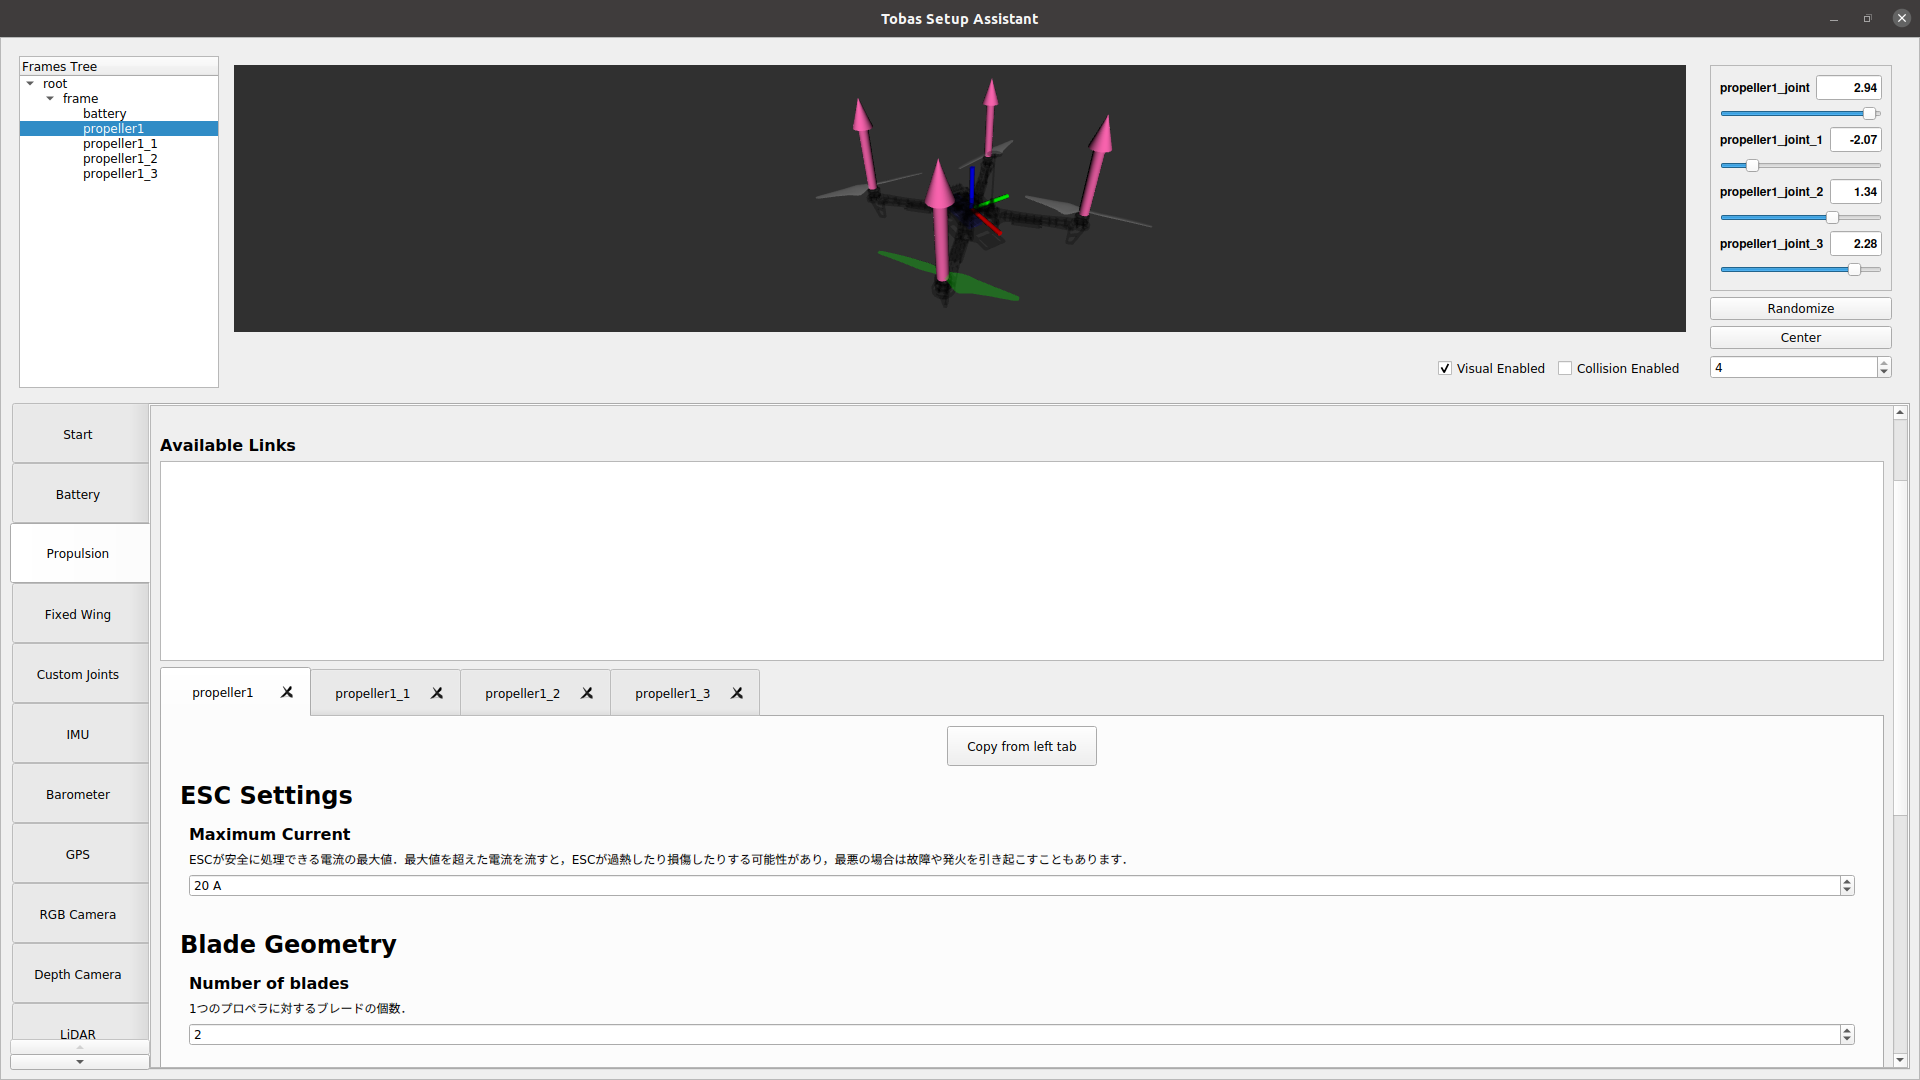 Tobas Setup Assistant
Frames Tree
root
frame
battery
propeller1
propeller1_1
propeller1_2
propeller1_3
propeller1_joint 2.94
propeller1_joint_1 -2.07
propeller1_joint_2 1.34
propeller1_joint_3 2.28
Randomize
Center
4
Visual Enabled Collision Enabled
Start
Battery
Propulsion
Fixed Wing
Custom Joints
IMU
Barometer
GPS
RGB Camera
Depth Camera
LiDAR
Available Links
propeller1 propeller1_1 propeller1_2 propeller1_3
Copy from left tab
ESC Settings
Maximum Current
ESCが安全に処理できる電流の最大値．最大値を超えた電流を流すと，ESCが過熱したり損傷したりする可能性があり，最悪の場合は故障や発火を引き起こすこともあります．
20 A
Blade Geometry
Number of blades
1つのプロペラに対するブレードの個数．
2